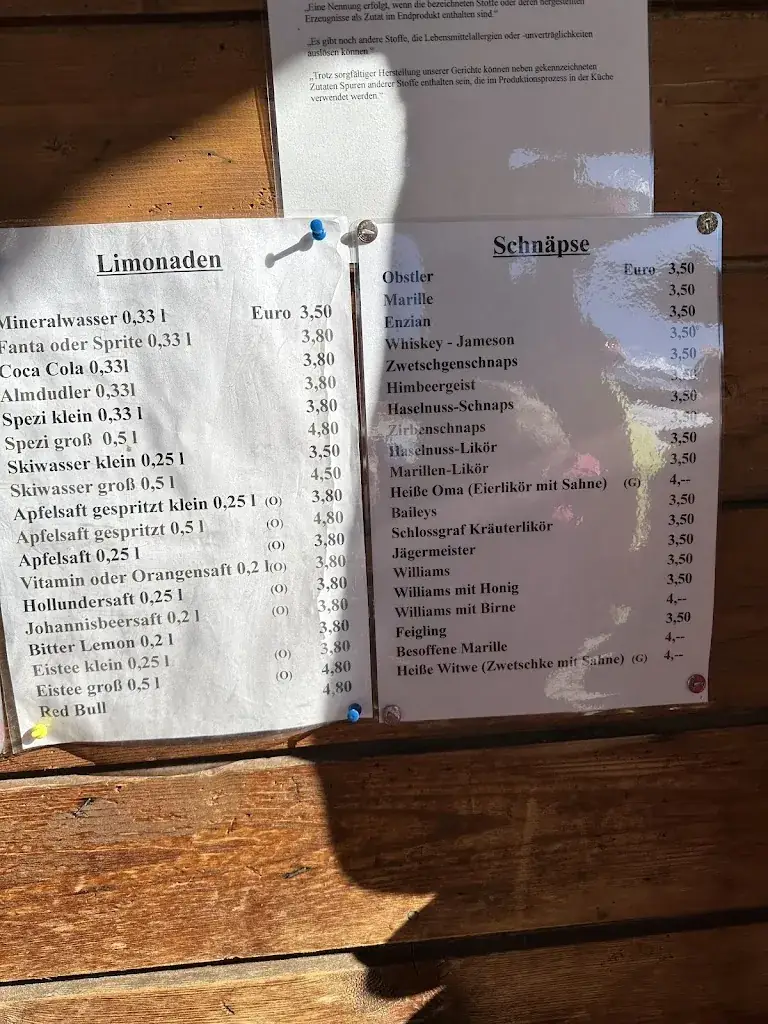 „Eine Nennung erfolgt, wenn die bezeichneten Stoffe oder deren hergestellten
Erzeugnisse als Zutat im Endprodukt enthalten sind."
„Es gibt noch andere Stoffe, die Lebensmittelallergien oder -unverträglichkeiten
auslösen können."
„Trotz sorgfältiger Herstellung unserer Gerichte können neben gekennzeichneten
Zutaten Spuren anderer Stoffe enthalten sein, die im Produktionsprozess in der Küche
verwendet werden."
Limonaden
Mineralwasser 0,33 l Euro 3,50
Fanta oder Sprite 0,33 l 3,80
Coca Cola 0,33l 3,80
Almdudler 0,33l 3,80
Spezi klein 0,33 l 3,80
Spezi groß 0,5 l 4,80
Skiwasser klein 0,25 l 3,50
Skiwasser groß 0,5 l 4,50
Apfelsaft gespritzt klein 0,25 l (O) 3,80
Apfelsaft gespritzt 0,5 l (O) 4,80
Apfelsaft 0,25 l (O) 3,80
Vitamin oder Orangensaft 0,2 l(O) 3,80
Hollundersaft 0,25 l (O) 3,80
Johannisbeersaft 0,2 l (O) 3,80
Bitter Lemon 0,2 l 3,80
Eistee klein 0,25 l (O) 3,80
Eistee groß 0,5 l (O) 4,80
Red Bull 4,80
Schnäpse
Obstler Euro 3,50
Marille 3,50
Enzian 3,50
Whiskey - Jameson 3,50
Zwetschgenschnaps 3,50
Himbeergeist 3,50
Haselnuss-Schnaps 3,50
Zirbenschnaps 3,50
Haselnuss-Likör 3,50
Marillen-Likör 3,50
Heiße Oma (Eierlikör mit Sahne) (G) 4,--
Baileys 3,50
Schlossgraf Kräuterlikör 3,50
Jägermeister 3,50
Williams 3,50
Williams mit Honig 3,50
Williams mit Birne 4,--
Feigling 3,50
Besoffene Marille 4,--
Heiße Witwe (Zwetschke mit Sahne) (G) 4,--